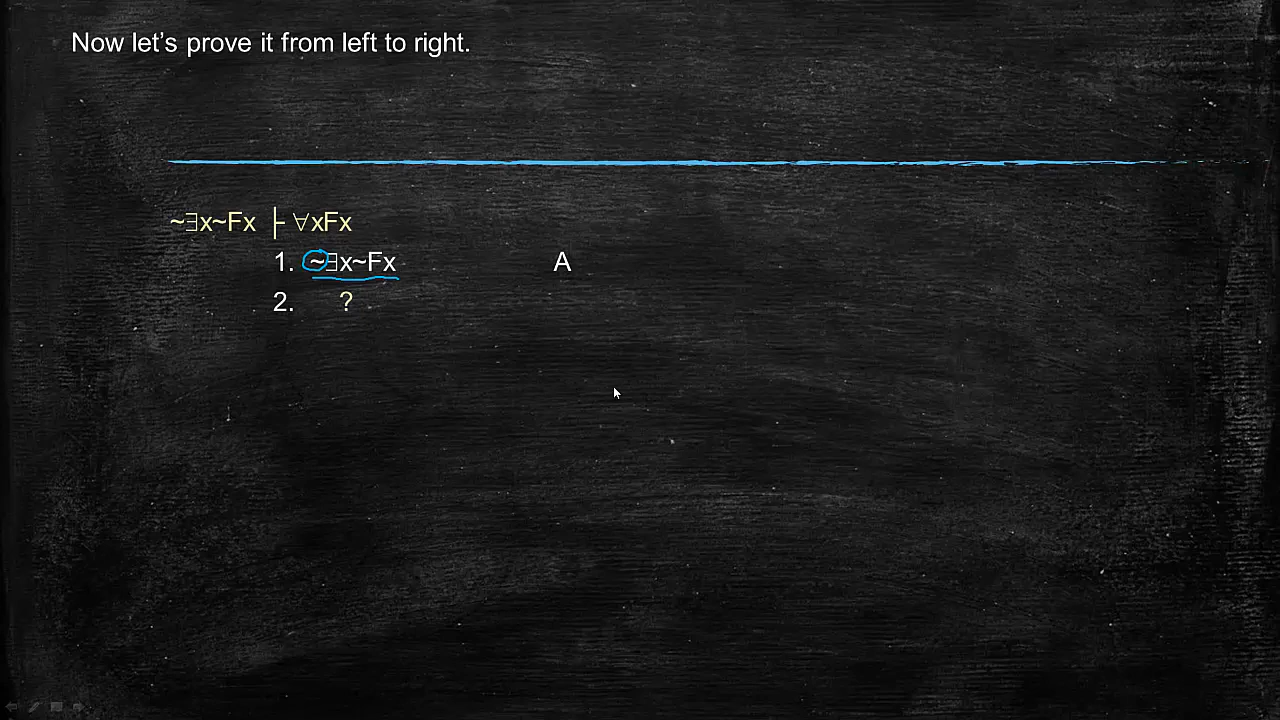 Now let's prove it from left to right.
~∃x~Fx ├ ∀xFx
1. ~∃x~Fx A
2. ?